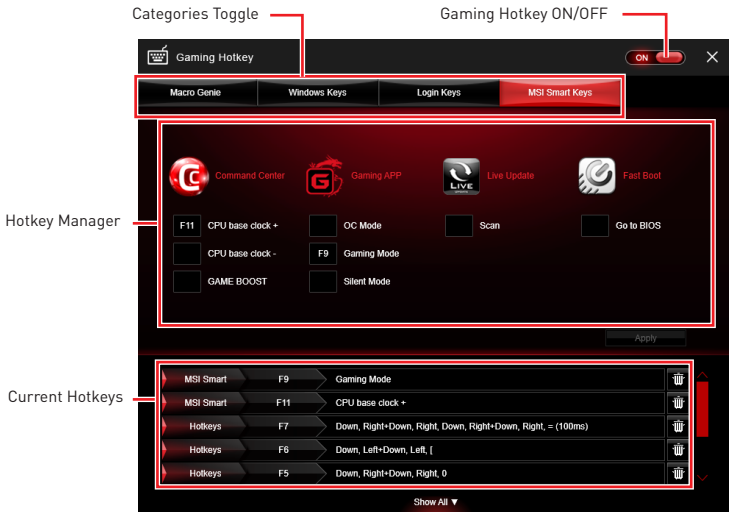 Categories Toggle Gaming Hotkey ON/OFF
Gaming Hotkey ON
Macro Genie Windows Keys Login Keys MSI Smart Keys
Command Center Gaming APP LIVE Live Update Fast Boot
Hotkey Manager
F11 CPU base clock + OC Mode Scan Go to BIOS
CPU base clock - F9 Gaming Mode
GAME BOOST Silent Mode
Apply
Current Hotkeys
MSI Smart F9 Gaming Mode
MSI Smart F11 CPU base clock +
Hotkeys F7 Down, Right+Down, Right, Down, Right+Down, Right, = (100ms)
Hotkeys F6 Down, Left+Down, Left, [
Hotkeys F5 Down, Right+Down, Right, 0
Show All ▼